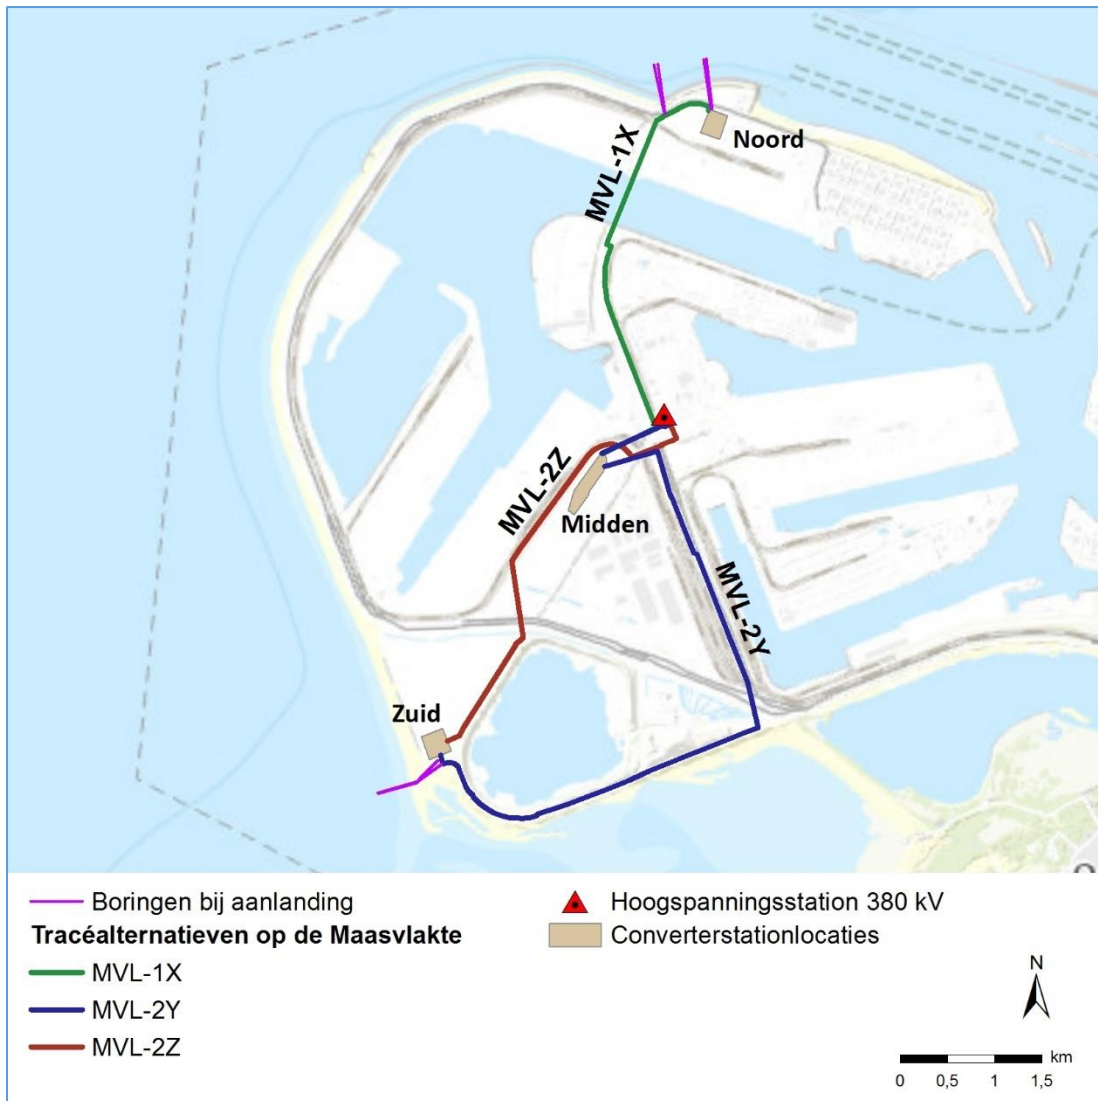 Noord
MVL-1X
MVL-2Z
Midden
MVL-2Y
Zuid
Boringen bij aanlanding
Tracéalternatieven op de Maasvlakte
MVL-1X
MVL-2Y
MVL-2Z
Hoogspanningsstation 380 kV
Converterstationlocaties
N
km
0 0,5 1 1,5